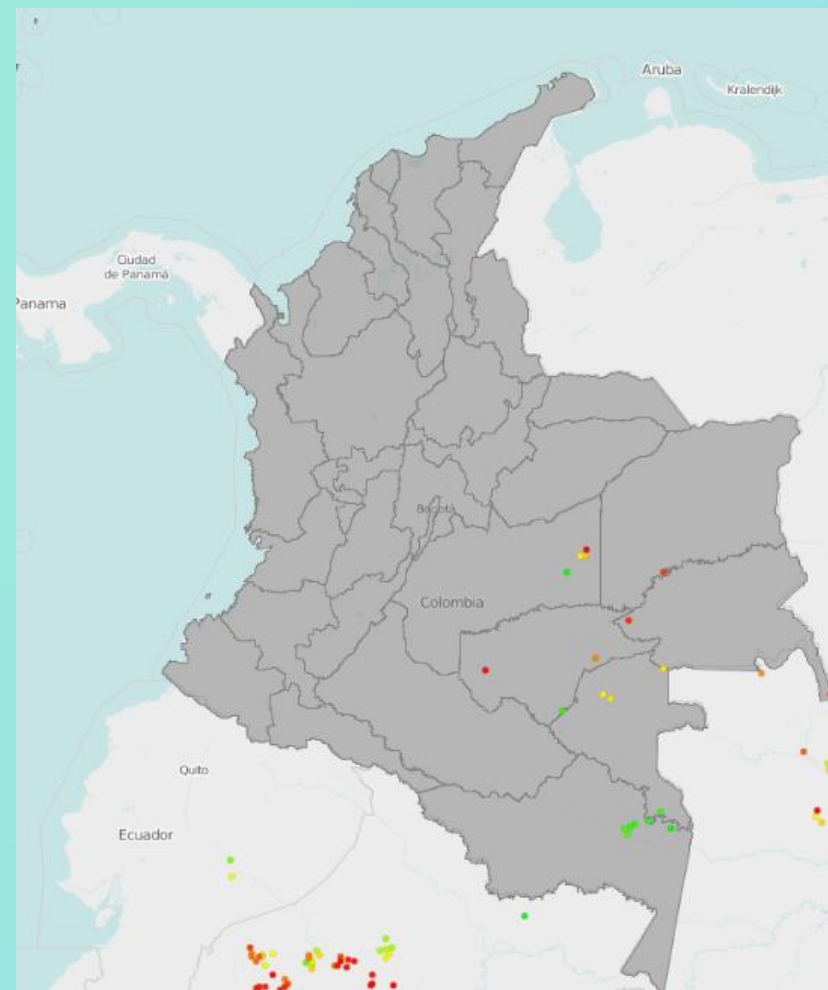 Aruba
Kralendijk
Ciudad
de Panamá
Panama
Bogotá
Colombia
Quito
Ecuador